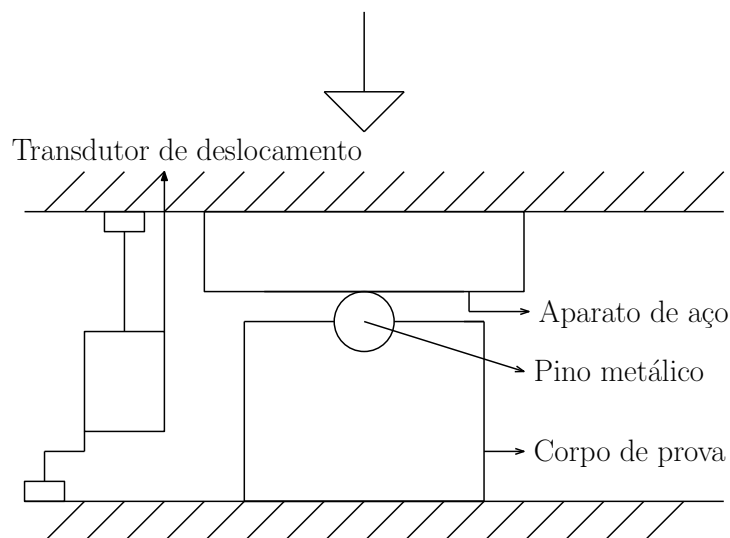 Transdutor de deslocamento
Aparato de aço
Pino metálico
Corpo de prova